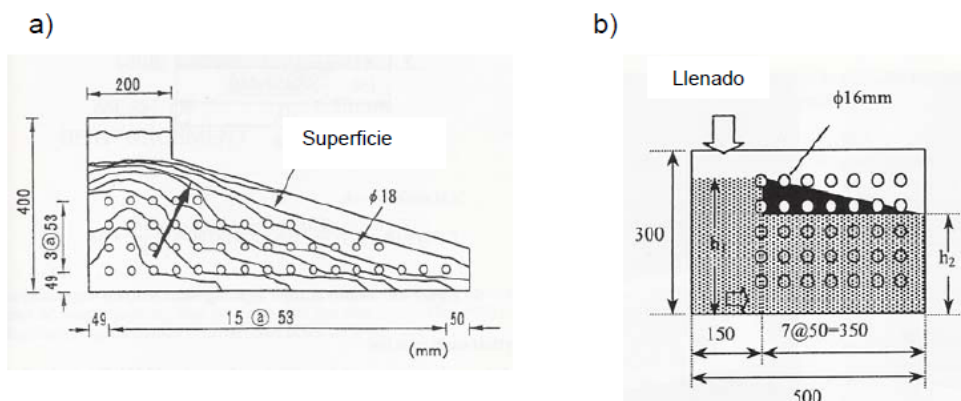 a)
200
Superficie
400
φ18
3@53
49
49
15 @ 53
50
(mm)
b)
Llenado
φ16mm
300
h₁
h₂
150
7@50=350
500